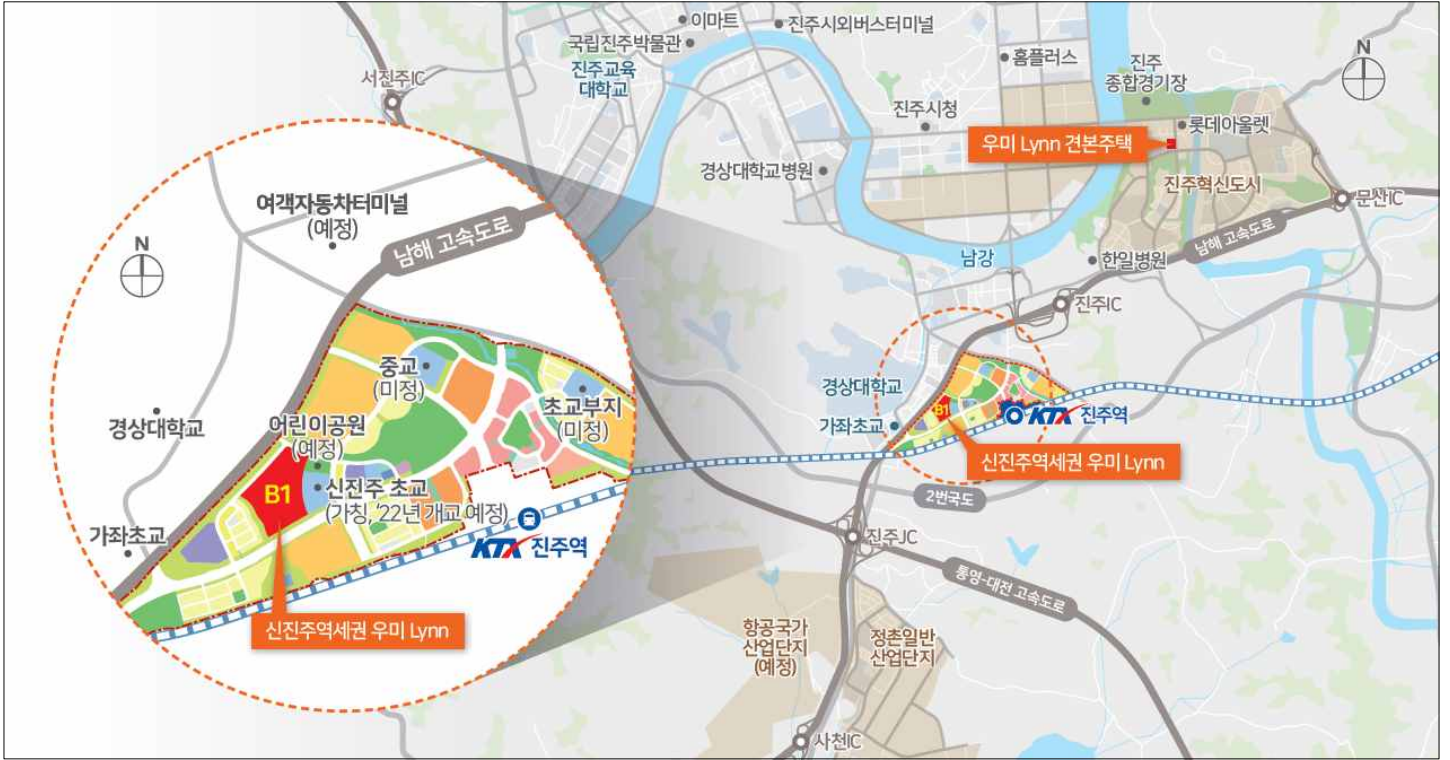 이마트
진주시외버스터미널
국립진주박물관
진주교육
대학교
홈플러스
진주
종합경기장
N
서진주IC
진주시청
롯데아울렛
우미 Lynn 견본주택
경상대학교병원
진주혁신도시
문산IC
여객자동차터미널
(예정)
N
남해 고속도로
남강
한일병원
남해 고속도로
진주IC
중교
(미정)
초교부지
(미정)
경상대학교
어린이공원
(예정)
경상대학교
가좌초교
B1
KTX 진주역
B1
신진주 초교
(가칭, '22년 개교 예정)
신진주역세권 우미 Lynn
가좌초교
KTX 진주역
2번국도
진주JC
통영-대전 고속도로
신진주역세권 우미 Lynn
항공국가
산업단지
(예정)
정촌일반
산업단지
사천IC